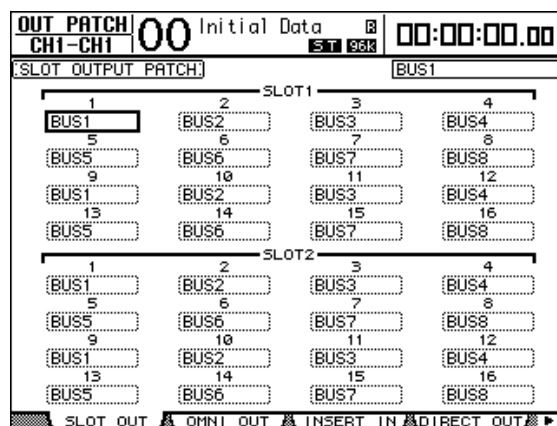 OUT PATCH 00 Initial Data R 00:00:00.00
CH1-CH1 ST 96k
SLOT OUTPUT PATCH BUS1
SLOT1
1 2 3 4
BUS1 BUS2 BUS3 BUS4
5 6 7 8
BUS5 BUS6 BUS7 BUS8
9 10 11 12
BUS1 BUS2 BUS3 BUS4
13 14 15 16
BUS5 BUS6 BUS7 BUS8
SLOT2
1 2 3 4
BUS1 BUS2 BUS3 BUS4
5 6 7 8
BUS5 BUS6 BUS7 BUS8
9 10 11 12
BUS1 BUS2 BUS3 BUS4
13 14 15 16
BUS5 BUS6 BUS7 BUS8
SLOT OUT OMNI OUT INSERT IN DIRECT OUT